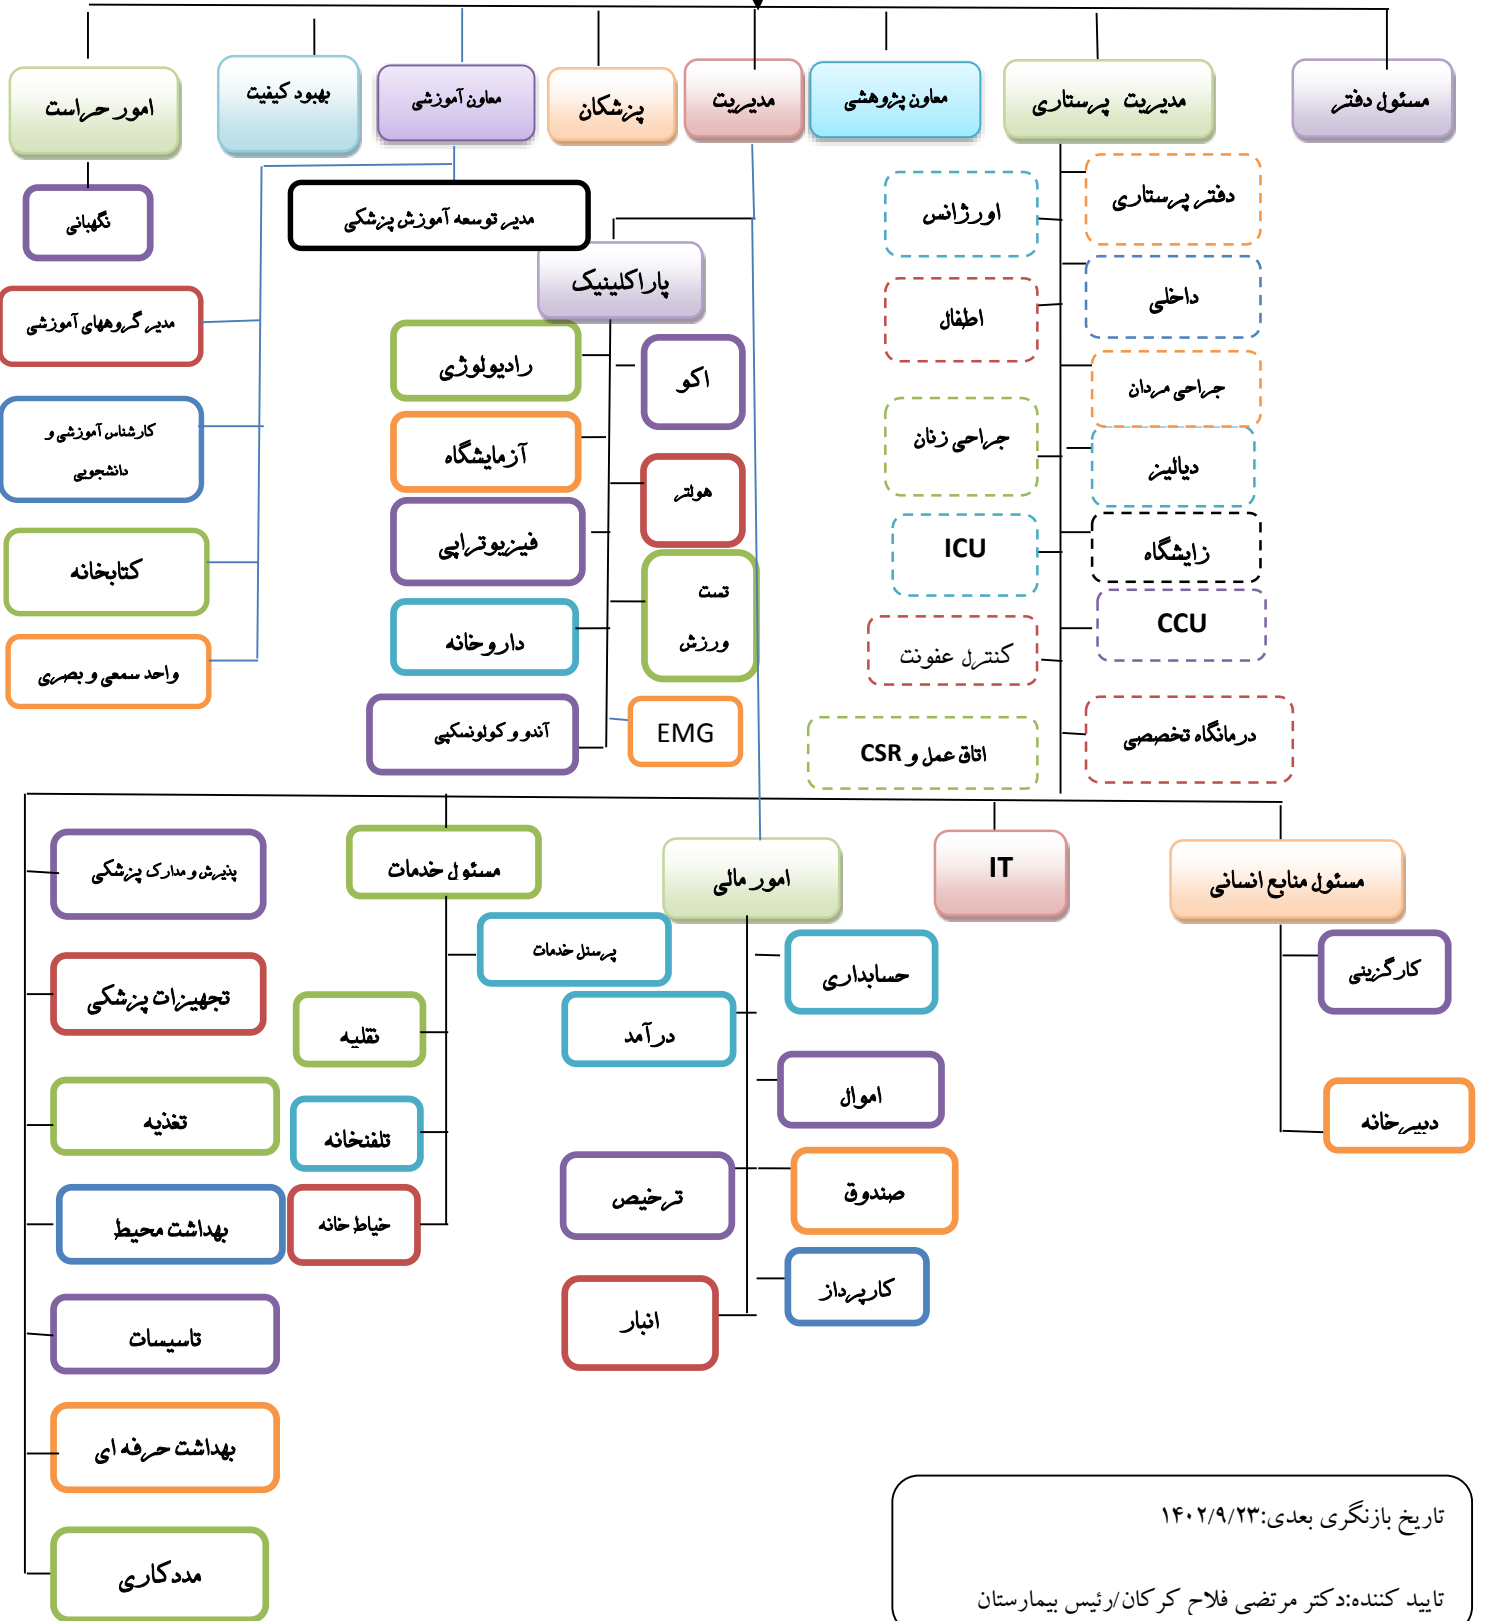 مسئول دفتر
مدیریت پرستاری
معاون پژوهشی
مدیریت
پزشکان
معاون آموزشی
بهبود کیفیت
امور حراست
دفتر پرستاری
اورژانس
داخلی
اطفال
جراحی مردان
جراحی زنان
دیالیز
زایشگاه
ICU
CCU
کنترل عفونت
درمانگاه تخصصی
اتاق عمل و CSR
مدیر توسعه آموزش پزشکی
پاراکلینیک
اکو
رادیولوژی
هولتر
آزمایشگاه
تست
ورزش
فیزیوتراپی
داروخانه
EMG
آندو و کولونسکپی
نگهبانی
مدیر گروههای آموزشی
کارشناس آموزشی و
دانشجویی
کتابخانه
واحد سمعی و بصری
مسئول منابع انسانی
IT
امور مالی
مسئول خدمات
پذیرش و مدارک پزشکی
کارگزینی
دبیرخانه
حسابداری
درآمد
اموال
صندوق
ترخیص
کارپرداز
انبار
پرسنل خدمات
نقلیه
تلفنخانه
خیاط خانه
تجهیزات پزشکی
تغذیه
بهداشت محیط
تاسیسات
بهداشت حرفه ای
مددکاری
تاریخ بازنگری بعدی:۱۴۰۲/۹/۲۳
تایید کننده:دکتر مرتضی فلاح کرکان/رئیس بیمارستان